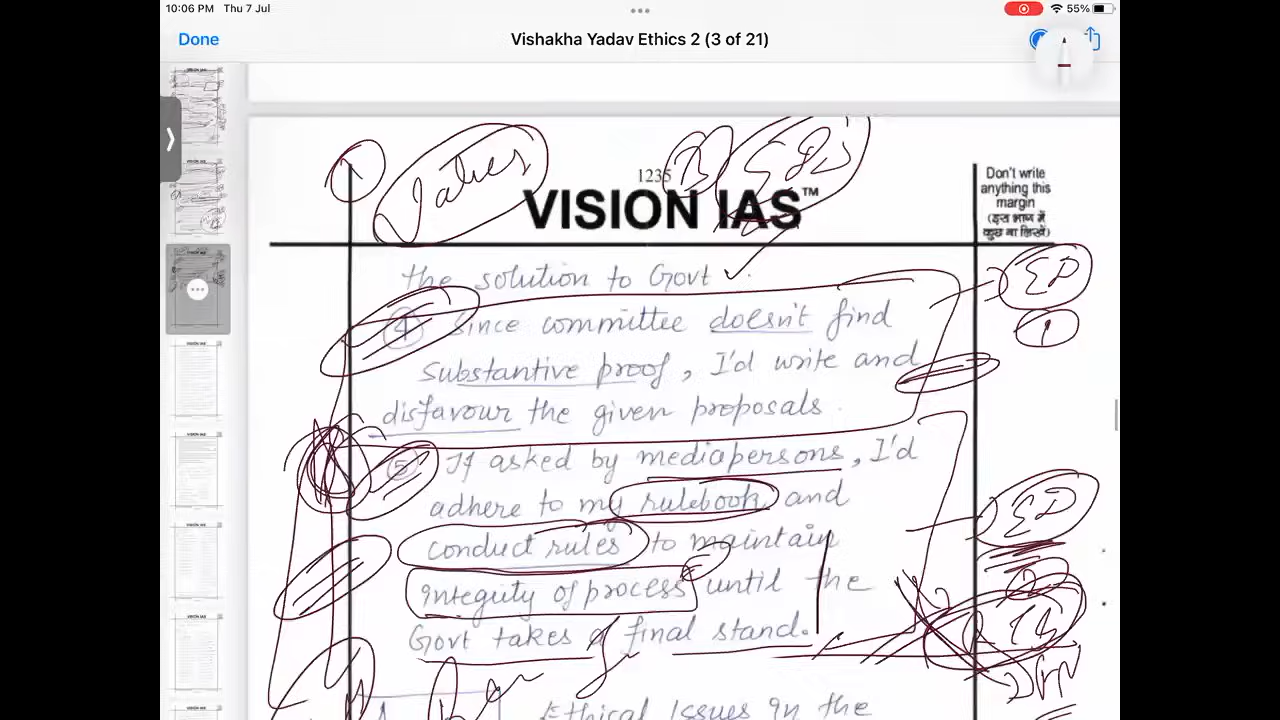 10:06 PM Thu 7 Jul
55%
Done
Vishakha Yadav Ethics 2 (3 of 21)
1235
VISION IAS™
Don't write
anything this
margin
(इस भाग में
कुछ ना लिखें)
the solution to Govt
④ Since committee doesn't find
substantive proof, I'd write and
disfavour the given proposals.
⑤ If asked by mediapersons, I'd
adhere to my rulebook and
conduct rules to maintain
integrity of process until the
Govt takes a final stand.
Ethical Issues in the